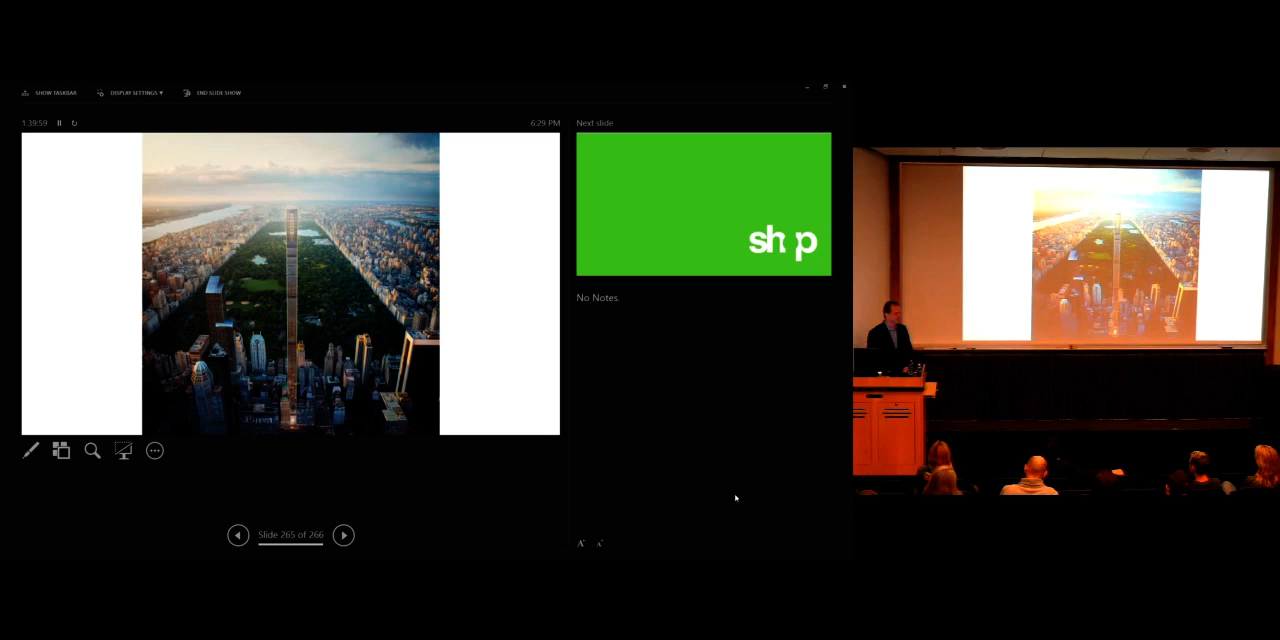 SHOW TASKBAR
DISPLAY SETTINGS ▼
END SLIDE SHOW
1:39:59
6:29 PM
Next slide
sh p
No Notes.
Slide 265 of 266
A A